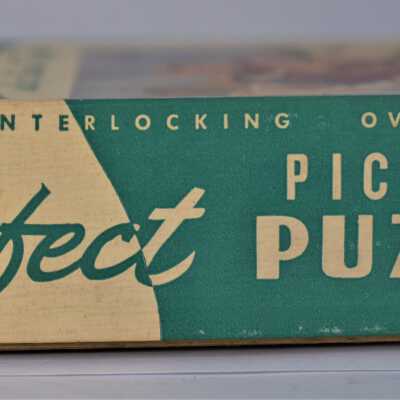 NTERLOCKING · OV
PIC
fect PUZ